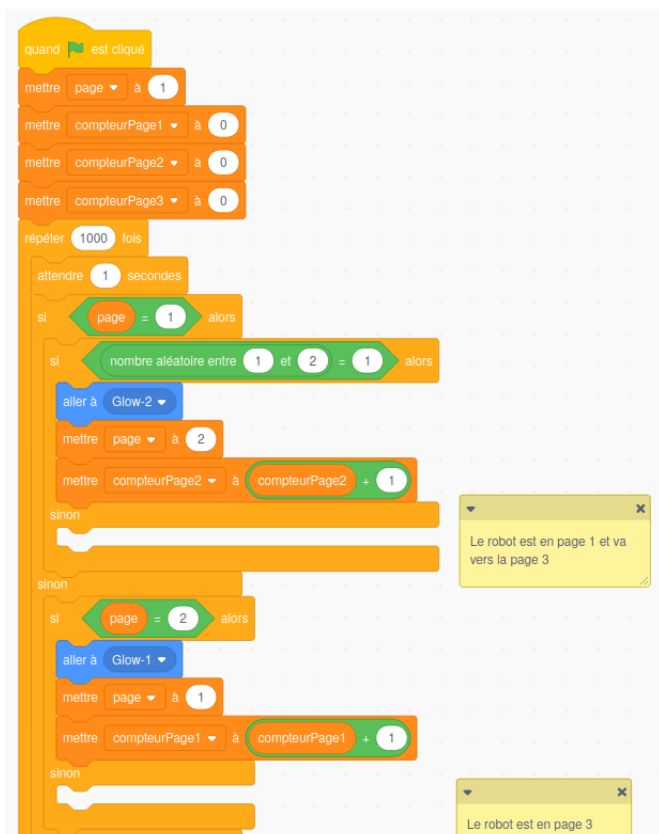 quand est cliqué
mettre page à 1
mettre compteurPage1 à 0
mettre compteurPage2 à 0
mettre compteurPage3 à 0
répéter 1000 fois
attendre 1 secondes
si page = 1 alors
si nombre aléatoire entre 1 et 2 = 1 alors
aller à Glow-2
mettre page à 2
mettre compteurPage2 à compteurPage2 + 1
sinon
Le robot est en page 1 et va
vers la page 3
sinon
si page = 2 alors
aller à Glow-1
mettre page à 1
mettre compteurPage1 à compteurPage1 + 1
sinon
Le robot est en page 3